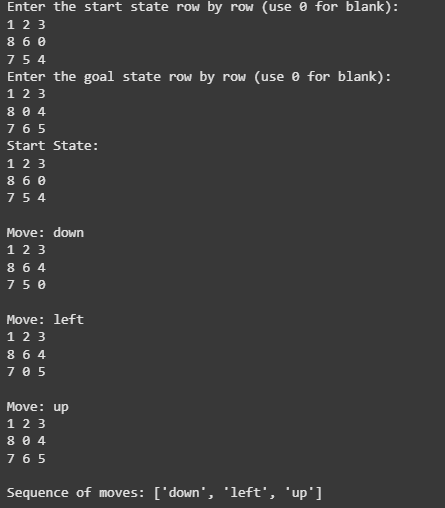 Enter the start state row by row (use 0 for blank):
1 2 3
8 6 0
7 5 4
Enter the goal state row by row (use 0 for blank):
1 2 3
8 0 4
7 6 5
Start State:
1 2 3
8 6 0
7 5 4
Move: down
1 2 3
8 6 4
7 5 0
Move: left
1 2 3
8 6 4
7 0 5
Move: up
1 2 3
8 0 4
7 6 5
Sequence of moves: ['down', 'left', 'up']